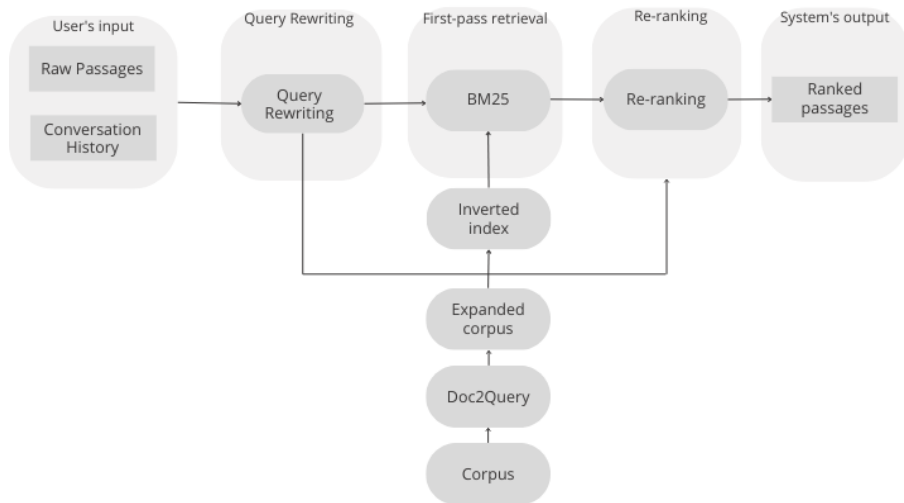 User's input
Query Rewriting
First-pass retrieval
Re-ranking
System's output
Raw Passages
Conversation
History
Query
Rewriting
BM25
Re-ranking
Ranked
passages
Inverted
index
Expanded
corpus
Doc2Query
Corpus